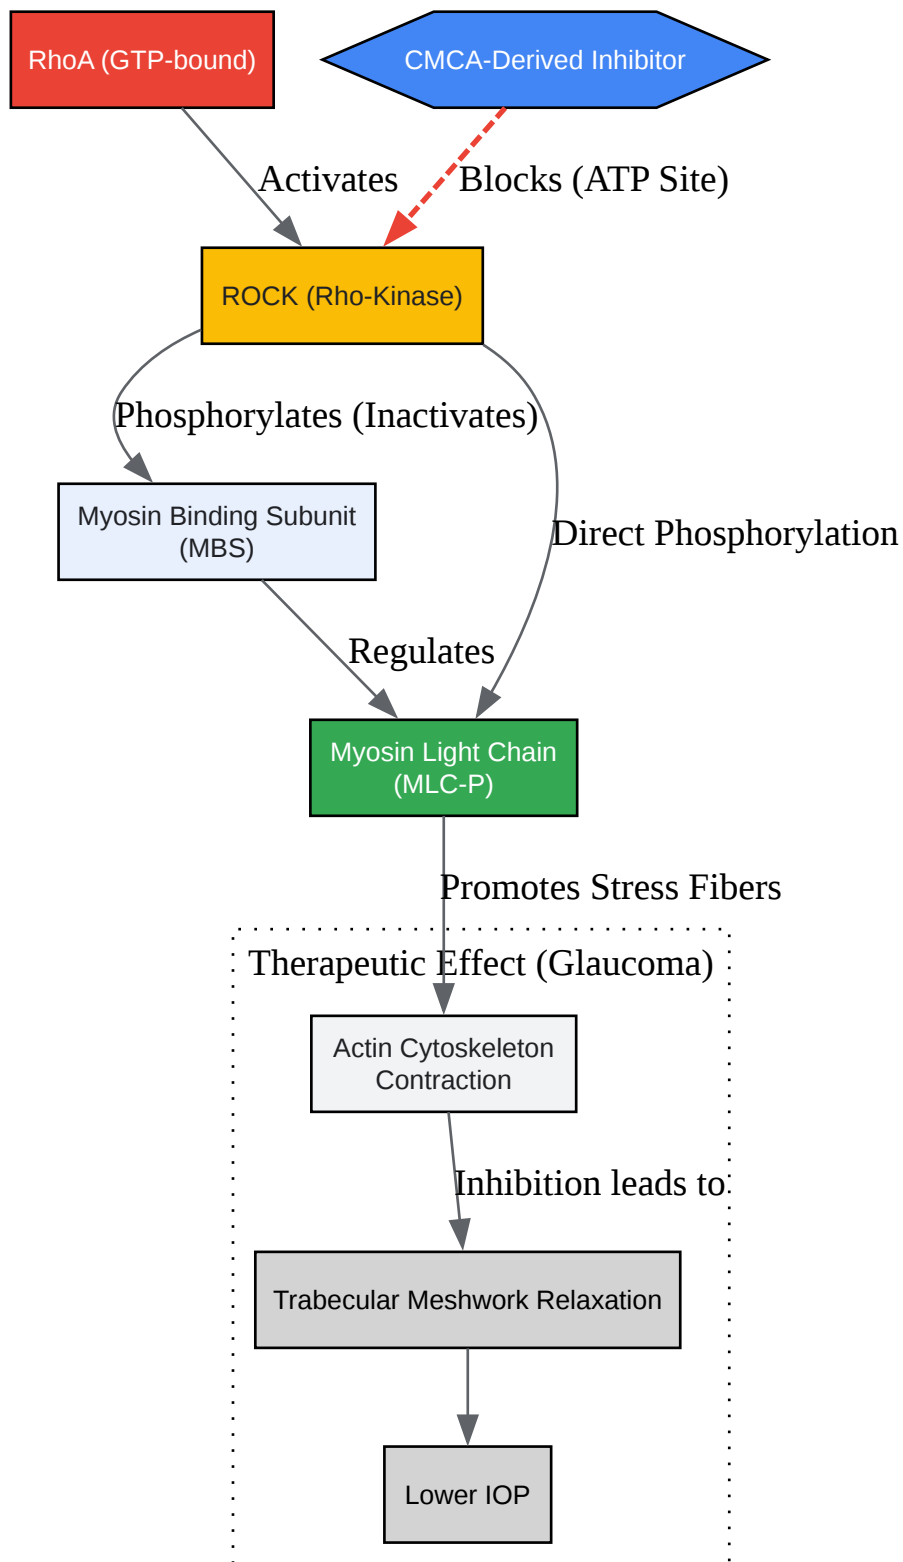 RhoA (GTP-bound)
CMCA-Derived Inhibitor
Activates
Blocks (ATP Site)
ROCK (Rho-Kinase)
Phosphorylates (Inactivates)
Myosin Binding Subunit
(MBS)
Direct Phosphorylation
Regulates
Myosin Light Chain
(MLC-P)
Promotes Stress Fibers
Therapeutic Effect (Glaucoma)
Actin Cytoskeleton
Contraction
Inhibition leads to
Trabecular Meshwork Relaxation
Lower IOP